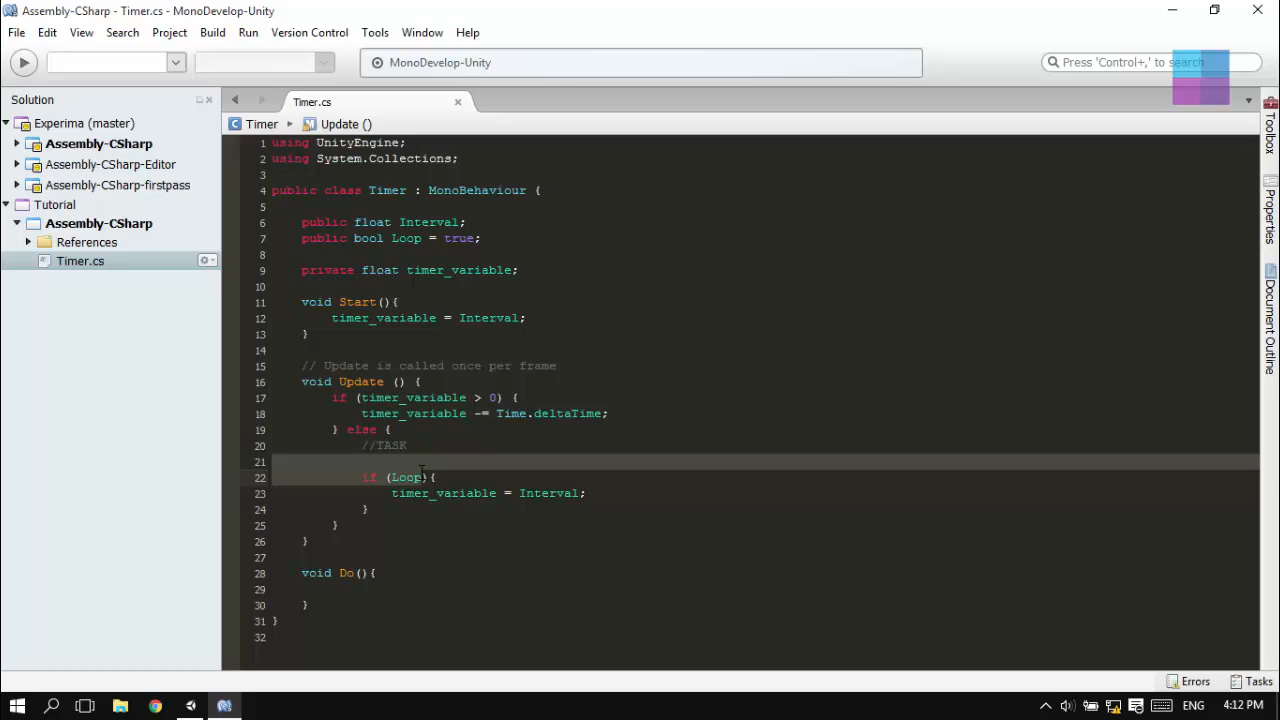 Assembly-CSharp - Timer.cs - MonoDevelop-Unity
File Edit View Search Project Build Run Version Control Tools Window Help
MonoDevelop-Unity
Press 'Control+,' to search
Solution
Timer.cs
Experima (master)
Assembly-CSharp
Assembly-CSharp-Editor
Assembly-CSharp-firstpass
Tutorial
Assembly-CSharp
References
Timer.cs
C Timer Update ()
1 using UnityEngine;
2 using System.Collections;
3
4 public class Timer : MonoBehaviour {
5
6 public float Interval;
7 public bool Loop = true;
8
9 private float timer_variable;
10
11 void Start(){
12 timer_variable = Interval;
13 }
14
15 // Update is called once per frame
16 void Update () {
17 if (timer_variable > 0) {
18 timer_variable -= Time.deltaTime;
19 } else {
20 //TASK
21
22 if (Loop){
23 timer_variable = Interval;
24 }
25 }
26 }
27
28 void Do(){
29
30 }
31 }
32
Toolbox
Properties
Document Outline
Errors Tasks
ENG 4:12 PM